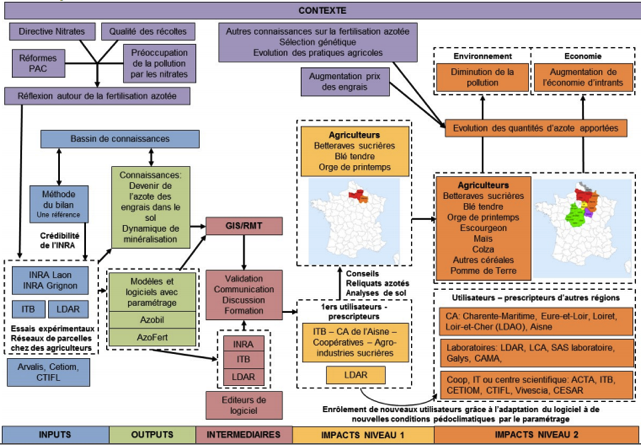 CONTEXTE
Directive Nitrates
Qualité des récoltes
Réformes
PAC
Préoccupation
de la pollution
par les nitrates
Réflexion autour de la fertilisation azotée
Autres connaissances sur la fertilisation azotée
Sélection génétique
Evolution des pratiques agricoles
Augmentation prix
des engrais
Environnement
Diminution de la
pollution
Economie
Augmentation de
l'économie d'intrants
Evolution des quantités d'azote apportées
Bassin de connaissances
Méthode
du bilan
Une référence
Crédibilité
de l'INRA
INRA Laon
INRA Grignon
ITB
LDAR
Essais expérimentaux
Réseaux de parcelles
chez des agriculteurs
Arvalis, Cetiom,
CTIFL
Connaissances:
Devenir de
l'azote des
engrais dans le
sol
Dynamique de
minéralisation
Modèles et
logiciels avec
paramétrage
Azobil
AzoFert
GIS/RMT
Validation
Communication
Discussion
Formation
INRA
ITB
LDAR
Editeurs de
logiciel
Agriculteurs
Betteraves sucrières
Blé tendre
Orge de printemps
Conseils
Reliquats azotés
Analyses de sol
1ers utilisateurs -
prescripteurs
ITB – CA de l'Aisne –
Coopératives – Agro-
industries sucrières
LDAR
Agriculteurs
Betteraves sucrières
Blé tendre
Orge de printemps
Escourgeon
Maïs
Colza
Autres céréales
Pomme de Terre
Utilisateurs – prescripteurs d'autres régions
CA: Charente-Maritime, Eure-et-Loir, Loiret,
Loir-et-Cher (LDAO), Aisne
Laboratoires: LDAR, LCA, SAS laboratoire,
Galys, CAMA,
Coop, IT ou centre scientifique: ACTA, ITB,
CETIOM, CTIFL, Vivescia, CESAR
Enrôlement de nouveaux utilisateurs grâce à l'adaptation du logiciel à de
nouvelles conditions pédoclimatiques par le paramétrage
INPUTS
OUTPUTS
INTERMEDIAIRES
IMPACTS NIVEAU 1
IMPACTS NIVEAU 2